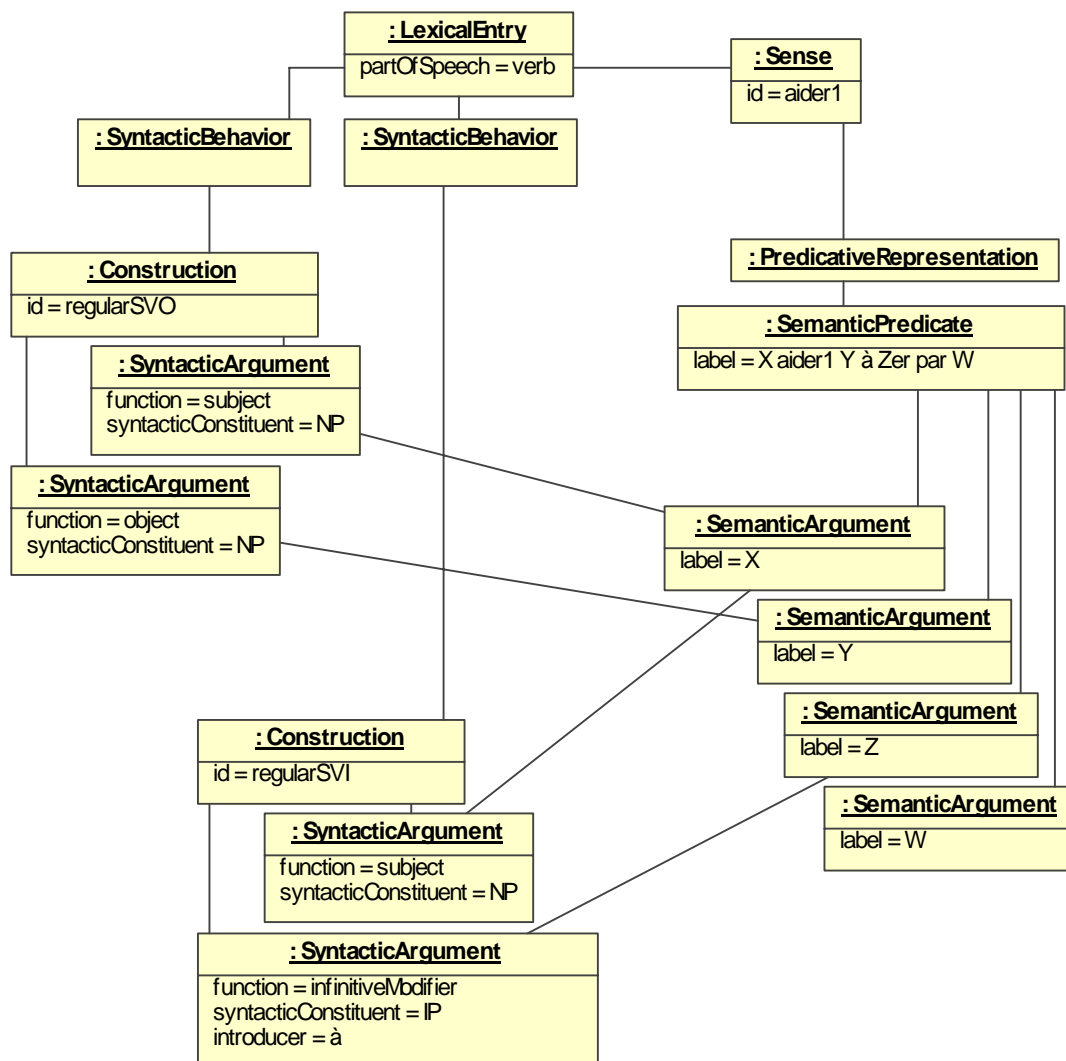 : LexicalEntry
partOfSpeech = verb
: Sense
id = aider1
: SyntacticBehavior
: SyntacticBehavior
: Construction
id = regularSVO
: PredicativeRepresentation
: SemanticPredicate
label = X aider1 Y à Zer par W
: SyntacticArgument
function = subject
syntacticConstituent = NP
: SyntacticArgument
function = object
syntacticConstituent = NP
: SemanticArgument
label = X
: SemanticArgument
label = Y
: SemanticArgument
label = Z
: Construction
id = regularSVI
: SemanticArgument
label = W
: SyntacticArgument
function = subject
syntacticConstituent = NP
: SyntacticArgument
function = infinitiveModifier
syntacticConstituent = IP
introducer = à